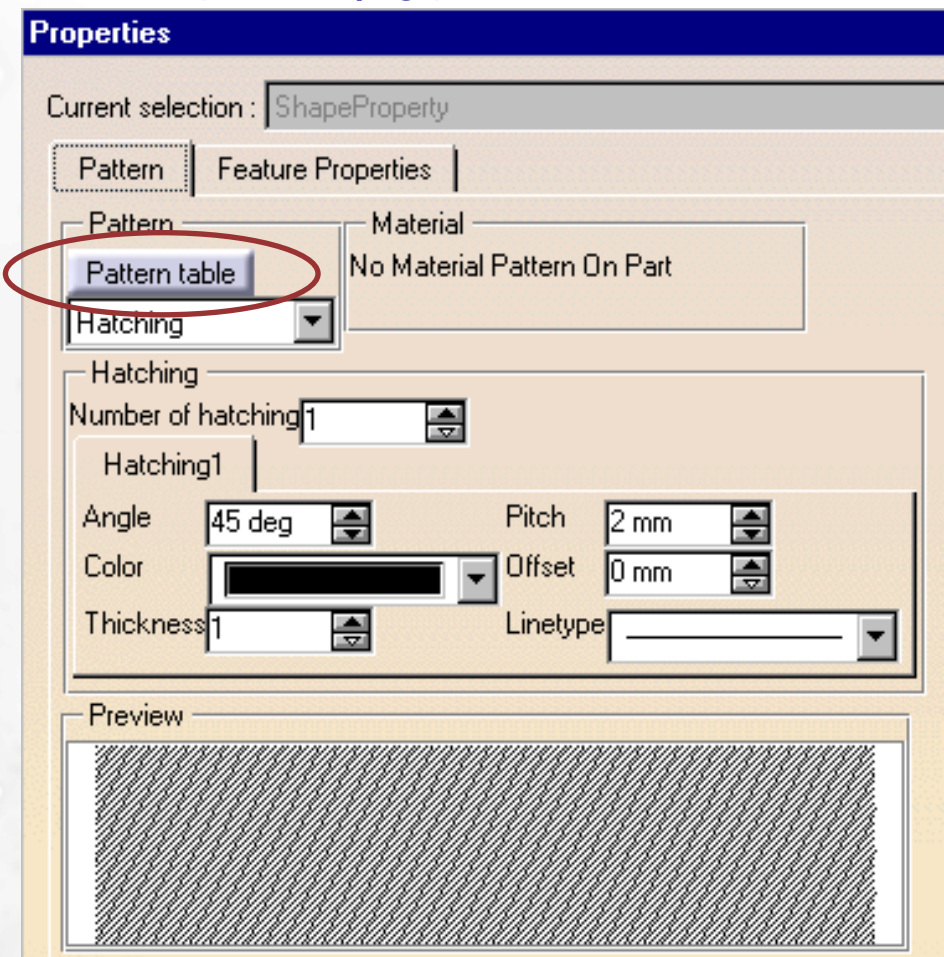 Properties
Current selection : ShapeProperty
Pattern Feature Properties
Pattern Material
Pattern table No Material Pattern On Part
Hatching
Hatching
Number of hatching 1
Hatching1
Angle 45 deg Pitch 2 mm
Color Offset 0 mm
Thickness 1 Linetype
Preview